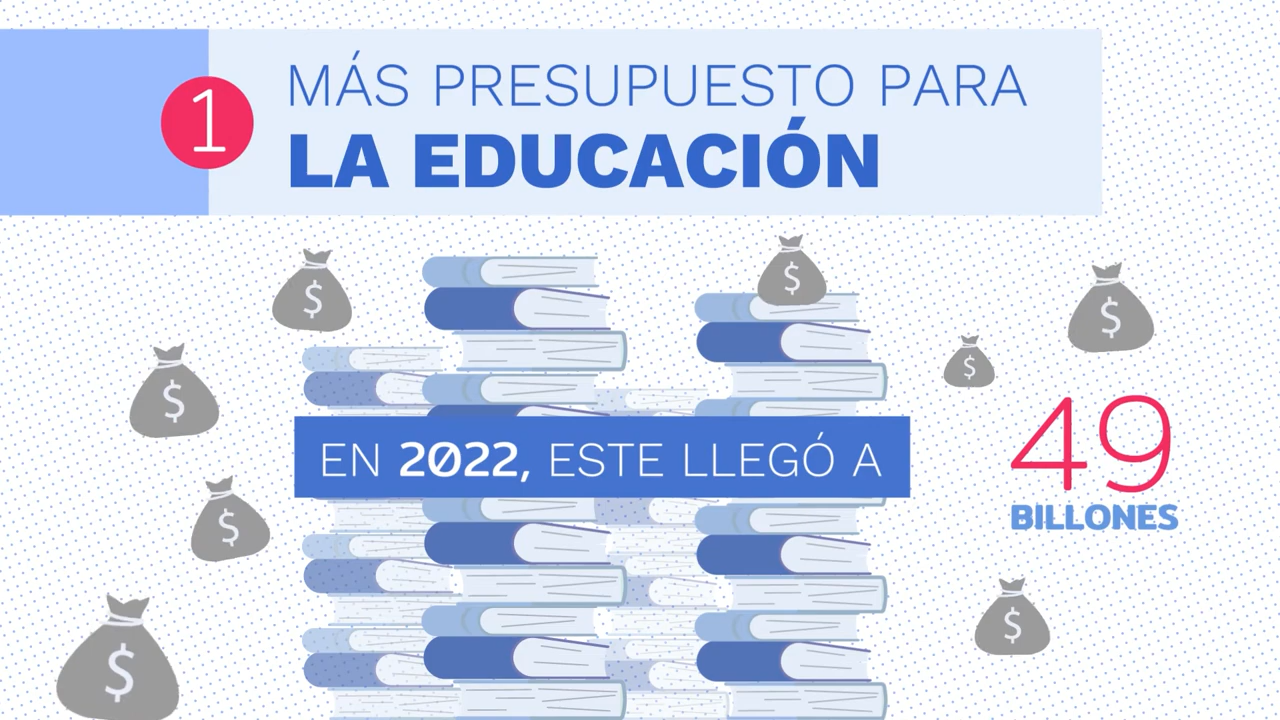 1
MÁS PRESUPUESTO PARA
LA EDUCACIÓN
$
$
$
$
$
$
$
$
EN 2022, ESTE LLEGÓ A
49
BILLONES